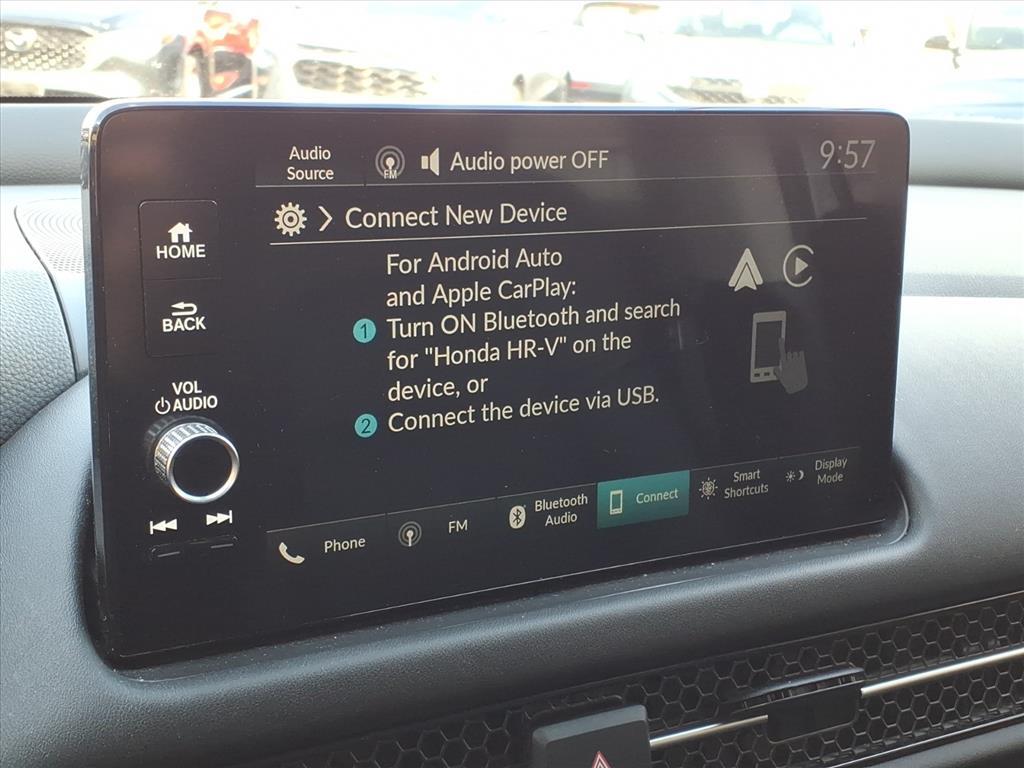 Audio
Source
FM
Audio power OFF
9:57
Connect New Device
HOME
BACK
VOL
AUDIO
For Android Auto
and Apple CarPlay:
1 Turn ON Bluetooth and search
for "Honda HR-V" on the
device, or
2 Connect the device via USB.
Phone
FM
Bluetooth
Audio
Connect
Smart
Shortcuts
Display
Mode